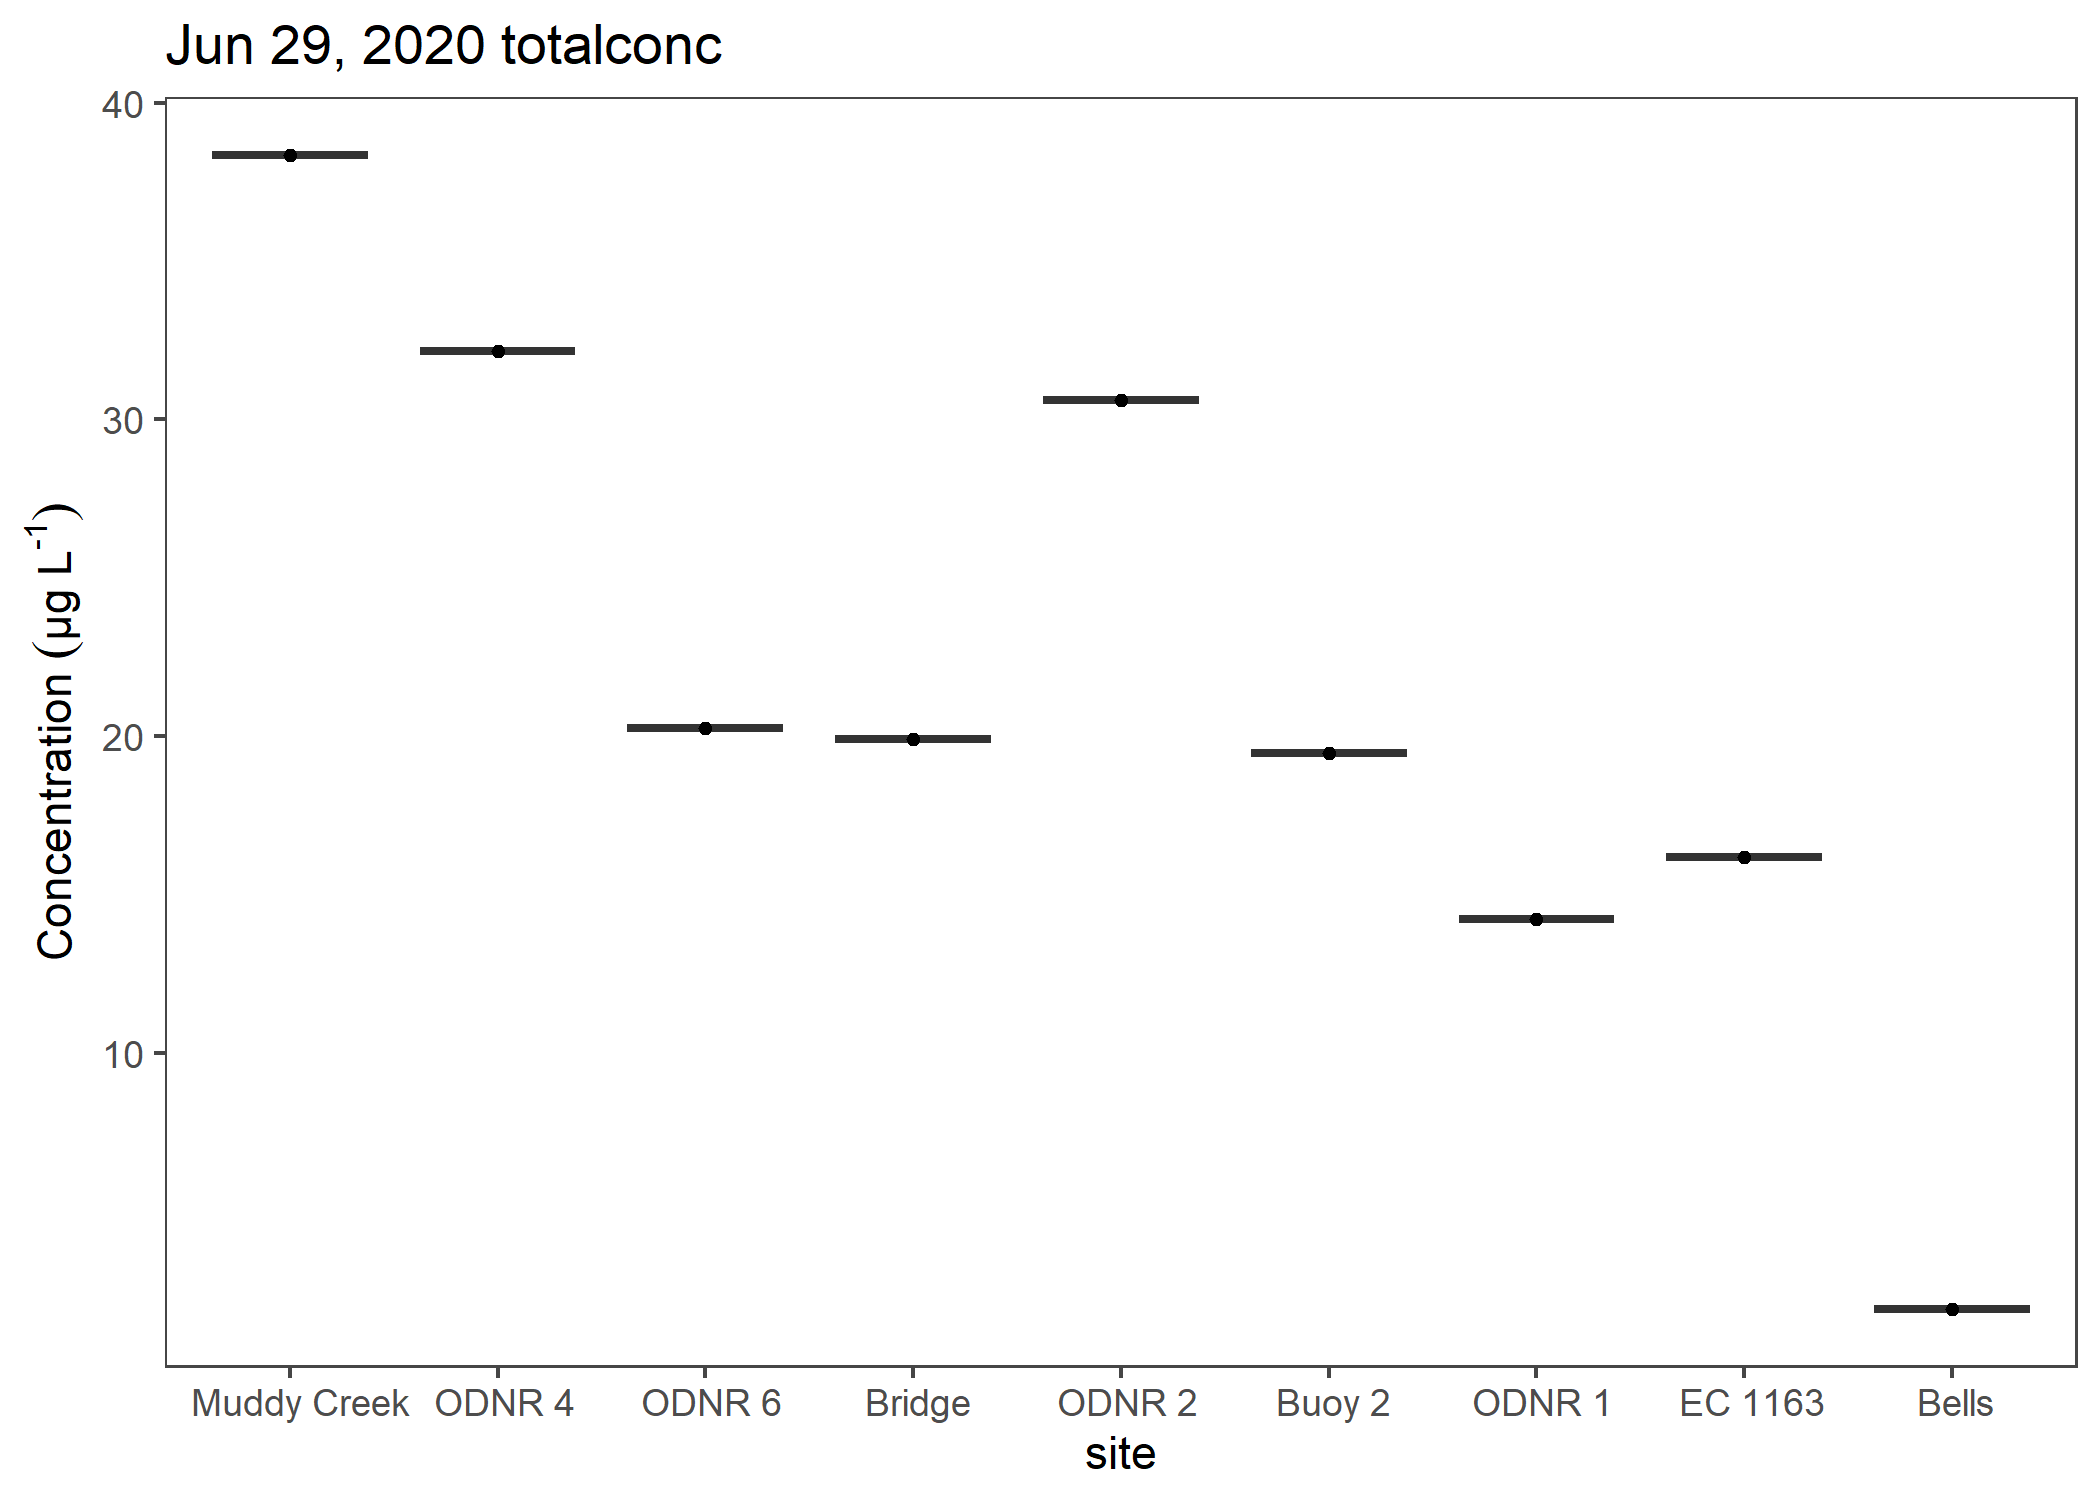 Jun 29, 2020 totalconc
Concentration (µg L⁻¹)
40
30
20
10
Muddy Creek ODNR 4 ODNR 6 Bridge ODNR 2 Buoy 2 ODNR 1 EC 1163 Bells
site